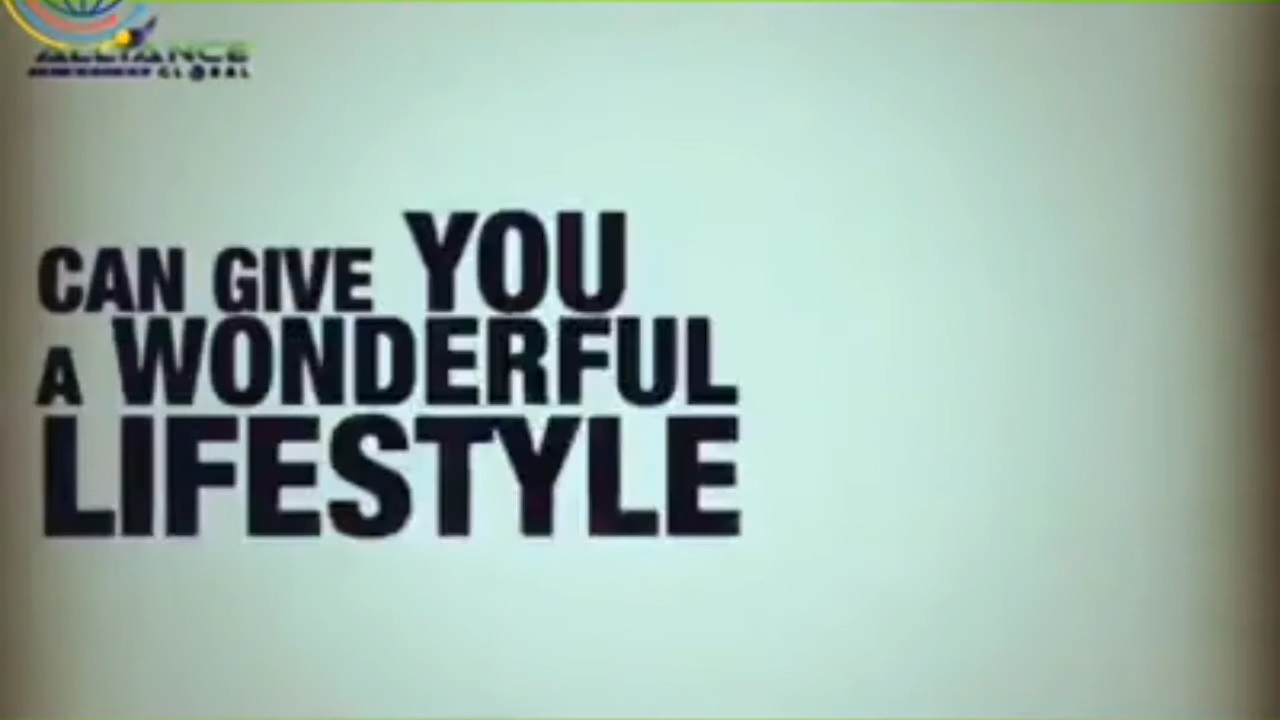 ALLIANCE
GLOBAL
CAN GIVE YOU
A WONDERFUL
LIFESTYLE